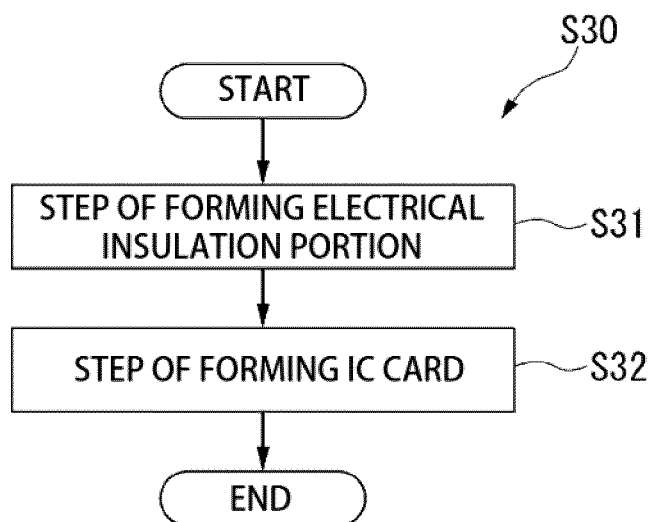 S30
START
STEP OF FORMING ELECTRICAL
INSULATION PORTION
S31
STEP OF FORMING IC CARD
S32
END